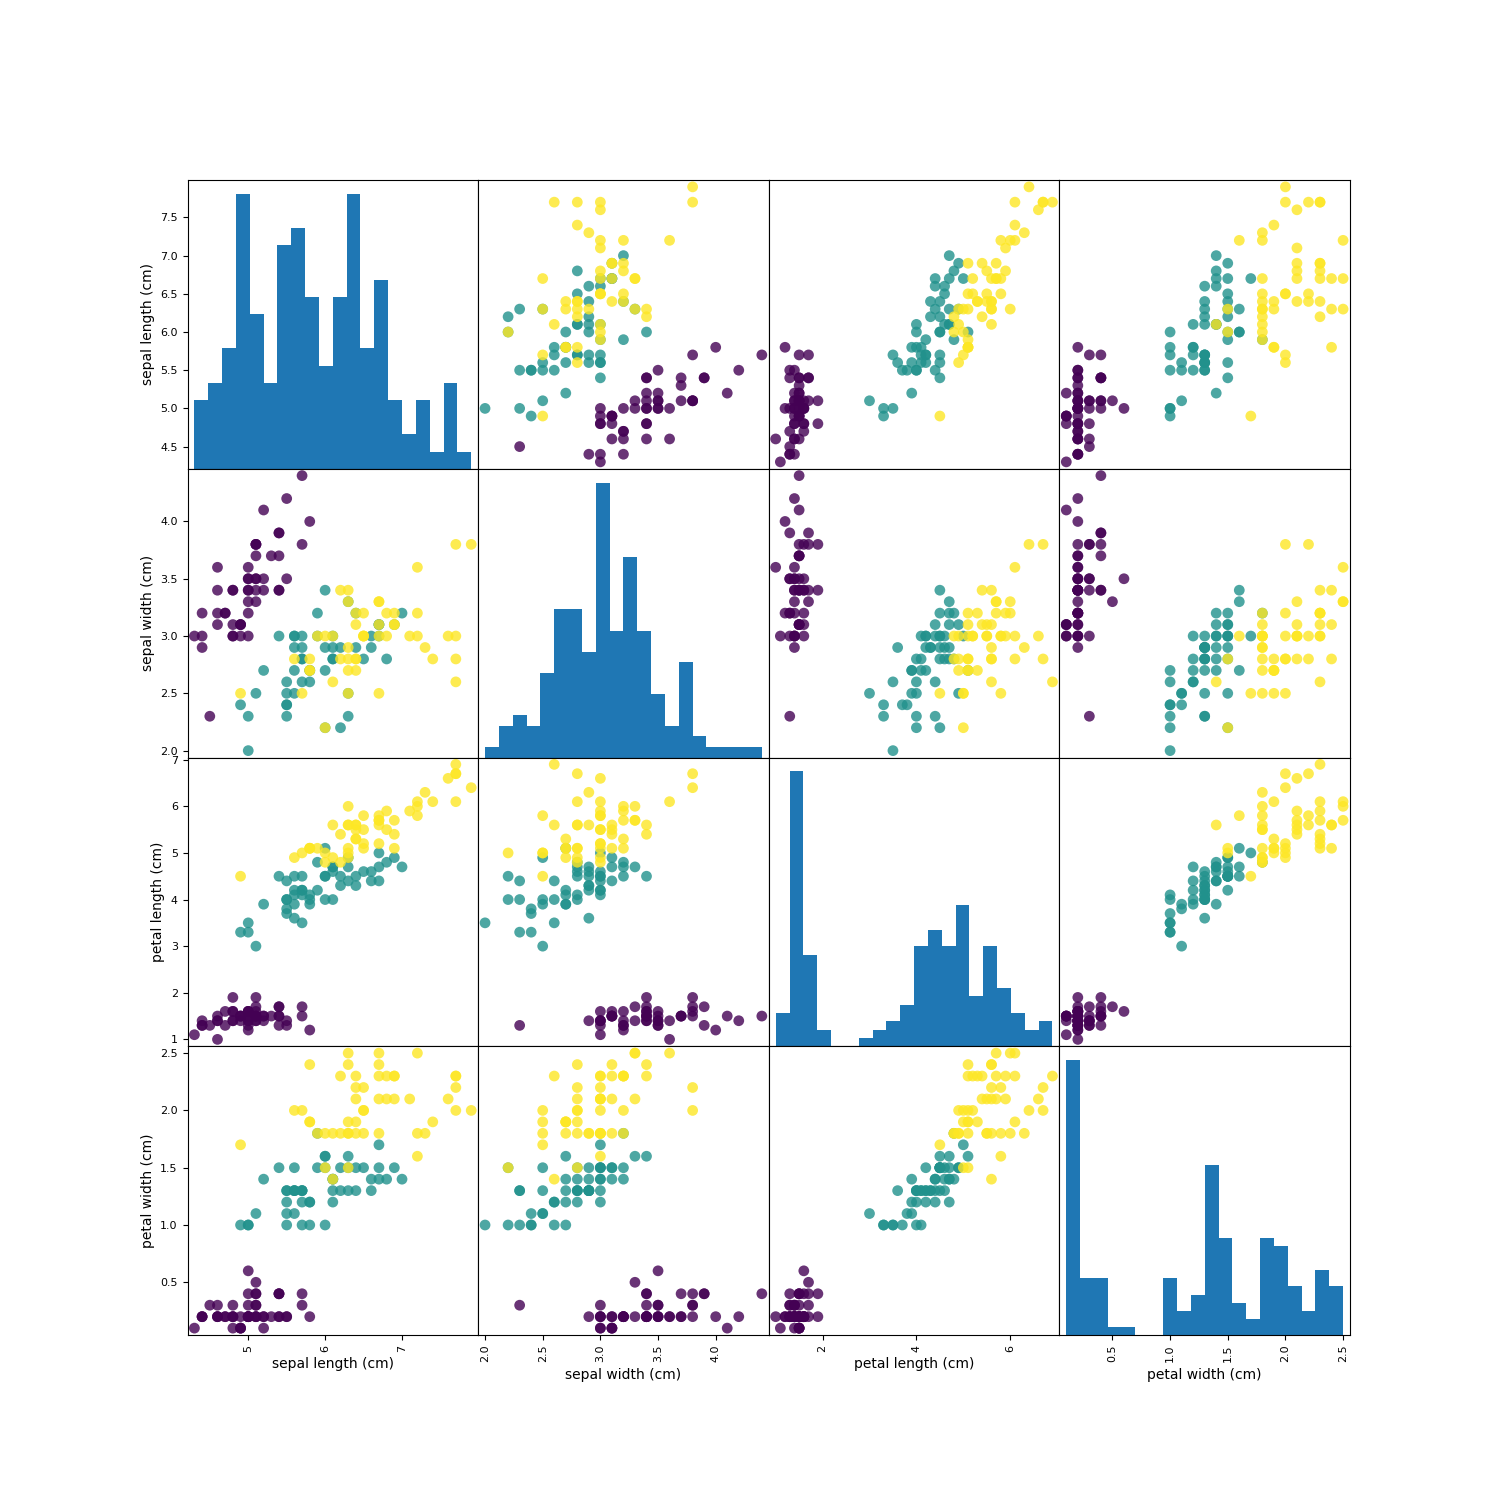 sepal length (cm)
7.5
7.0
6.5
6.0
5.5
5.0
4.5
sepal width (cm)
4.0
3.5
3.0
2.5
2.0
petal length (cm)
7
6
5
4
3
2
1
petal width (cm)
2.5
2.0
1.5
1.0
0.5
5 6 7
sepal length (cm)
2.0 2.5 3.0 3.5 4.0
sepal width (cm)
2 4 6
petal length (cm)
0.5 1.0 1.5 2.0 2.5
petal width (cm)